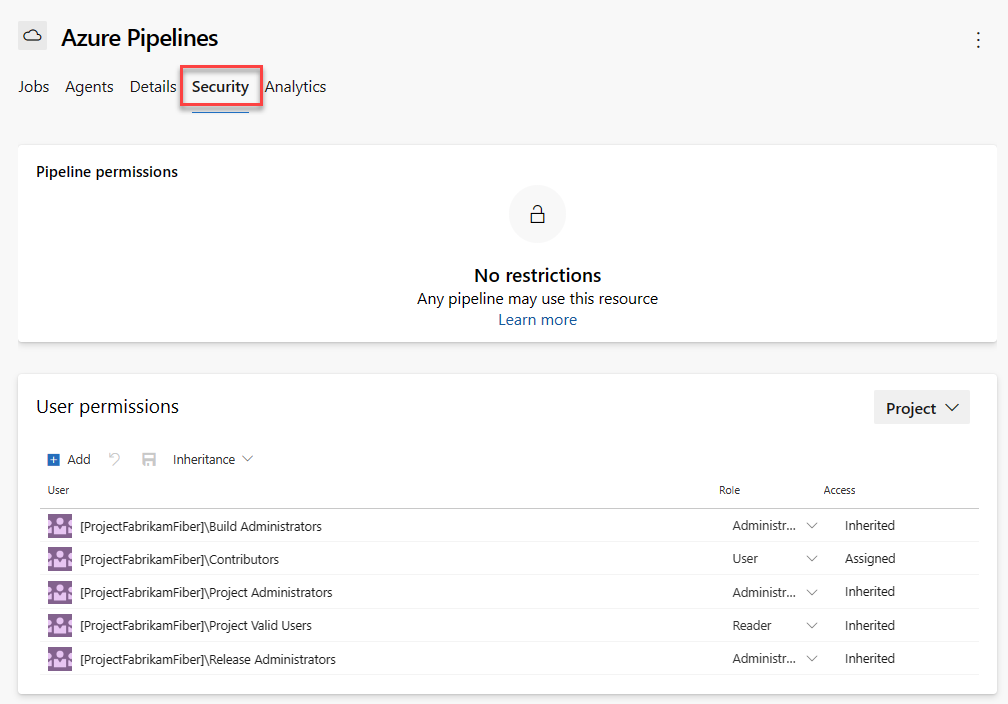 Azure Pipelines
Jobs Agents Details Security Analytics
Pipeline permissions
No restrictions
Any pipeline may use this resource
Learn more
User permissions
Project
Add Inheritance
User Role Access
[ProjectFabrikamFiber]\Build Administrators Administr... Inherited
[ProjectFabrikamFiber]\Contributors User Assigned
[ProjectFabrikamFiber]\Project Administrators Administr... Inherited
[ProjectFabrikamFiber]\Project Valid Users Reader Inherited
[ProjectFabrikamFiber]\Release Administrators Administr... Inherited